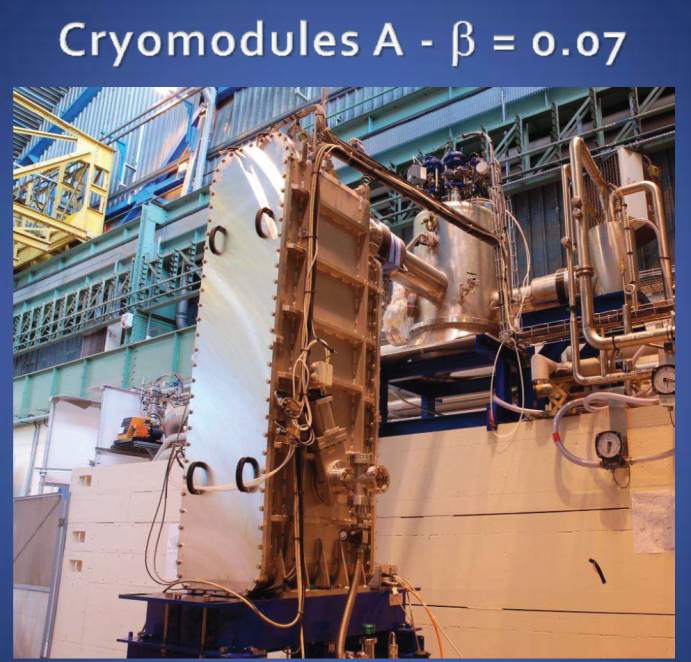 Cryomodules A - β = 0.07